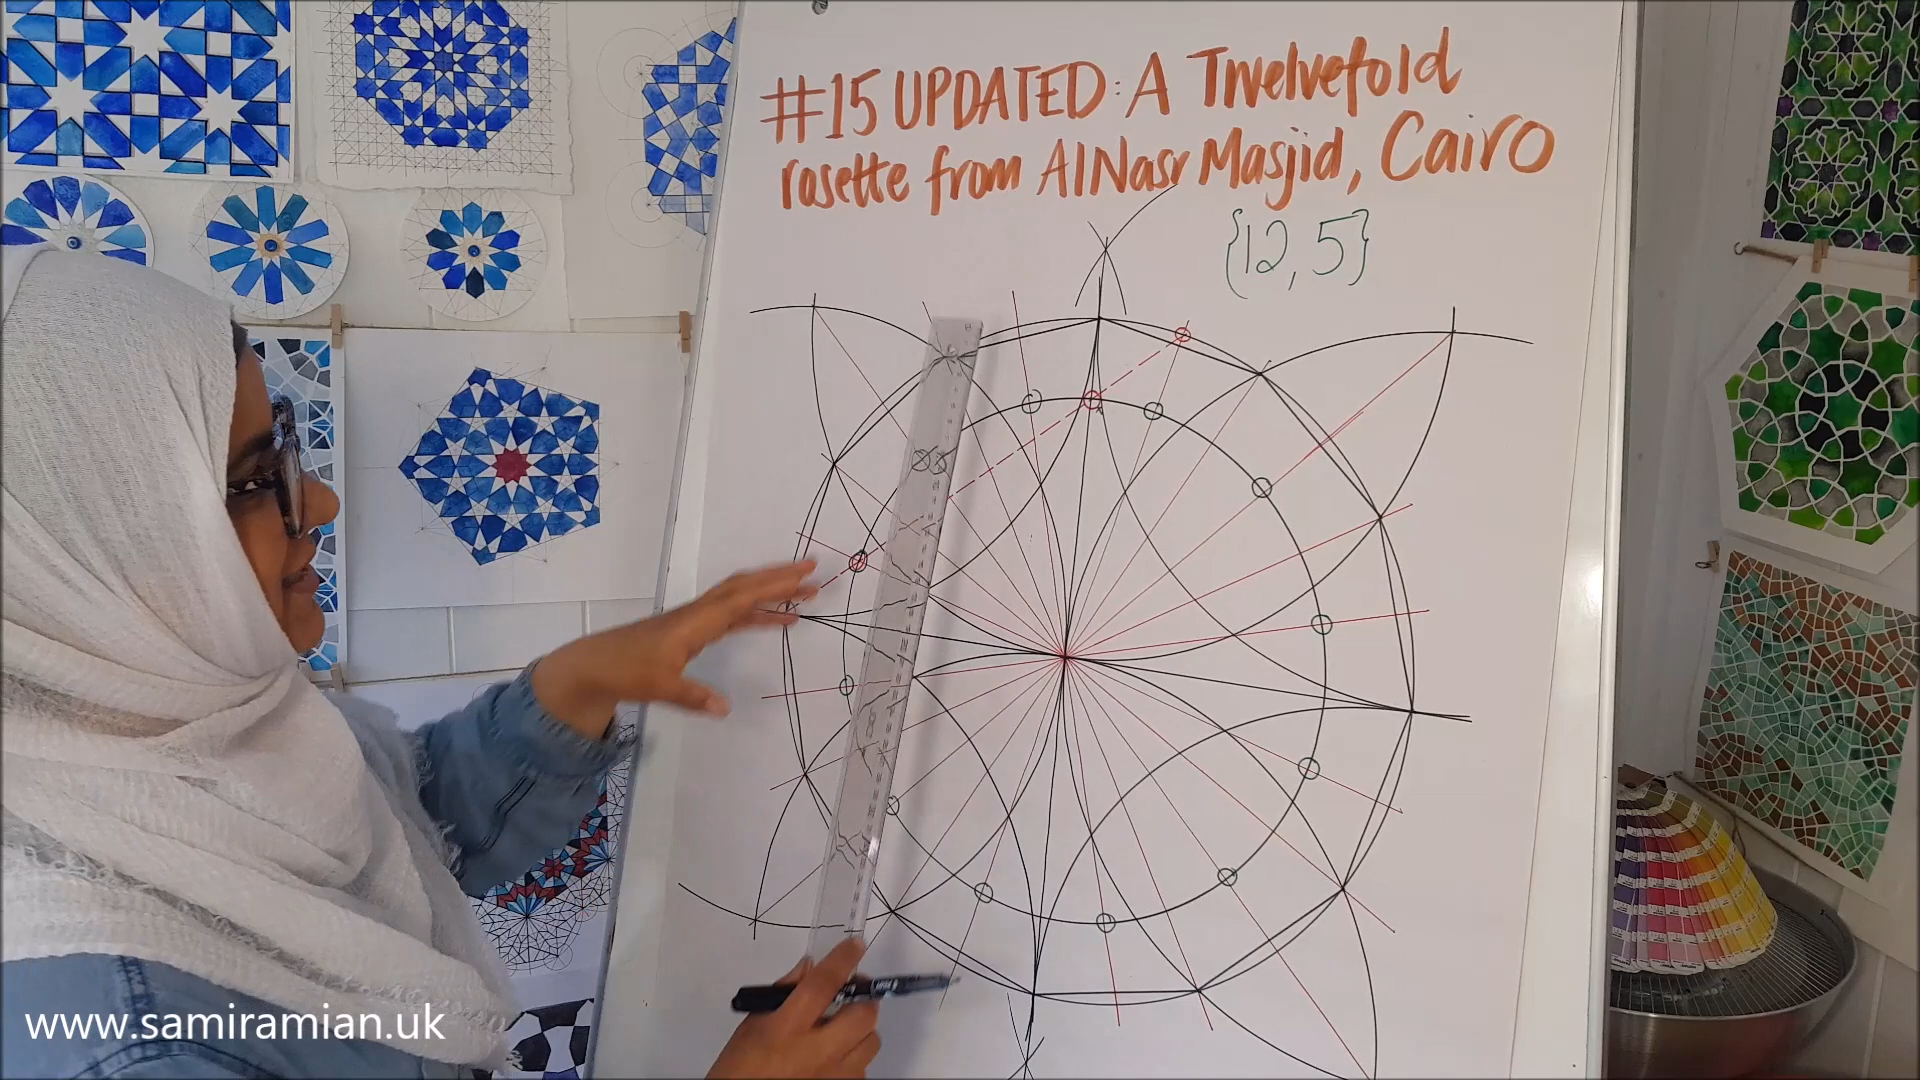 #15 UPDATED: A Twelvefold
rosette from AlNasr Masjid, Cairo
{12,5}
www.samiramian.uk